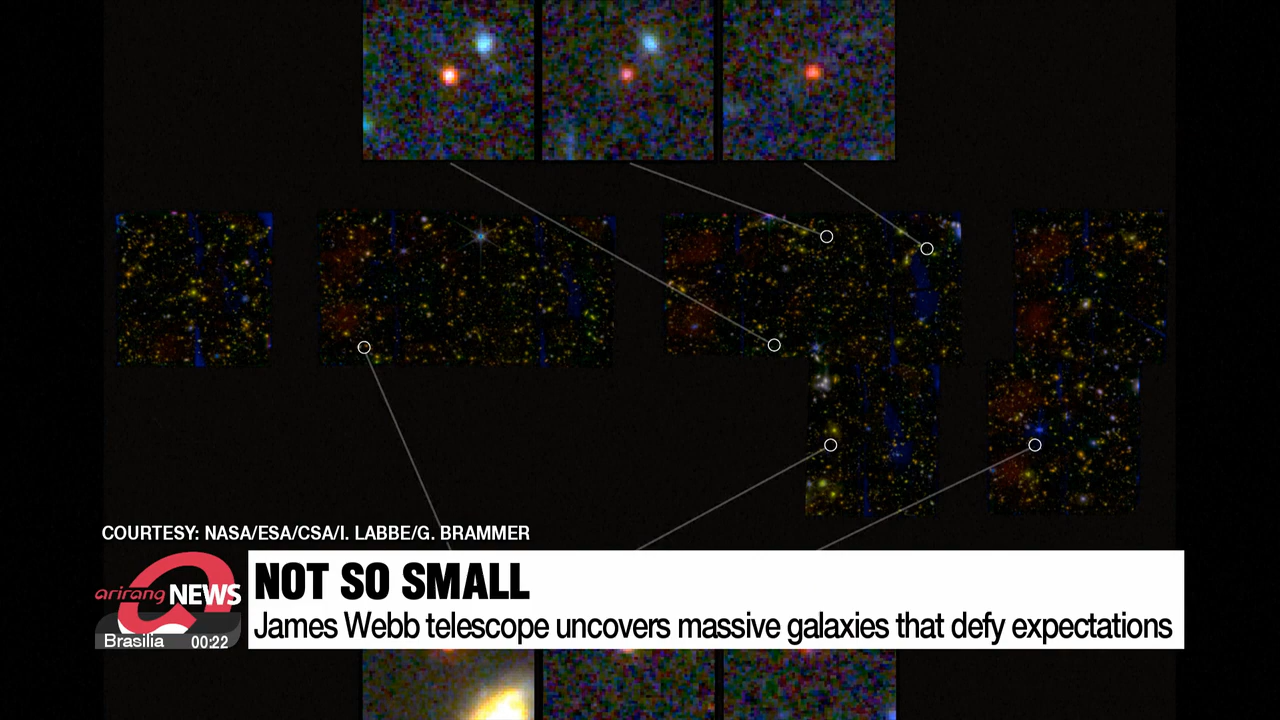 COURTESY: NASA/ESA/CSA/I. LABBE/G. BRAMMER
arirang NEWS
NOT SO SMALL
James Webb telescope uncovers massive galaxies that defy expectations
Brasilia 00:22